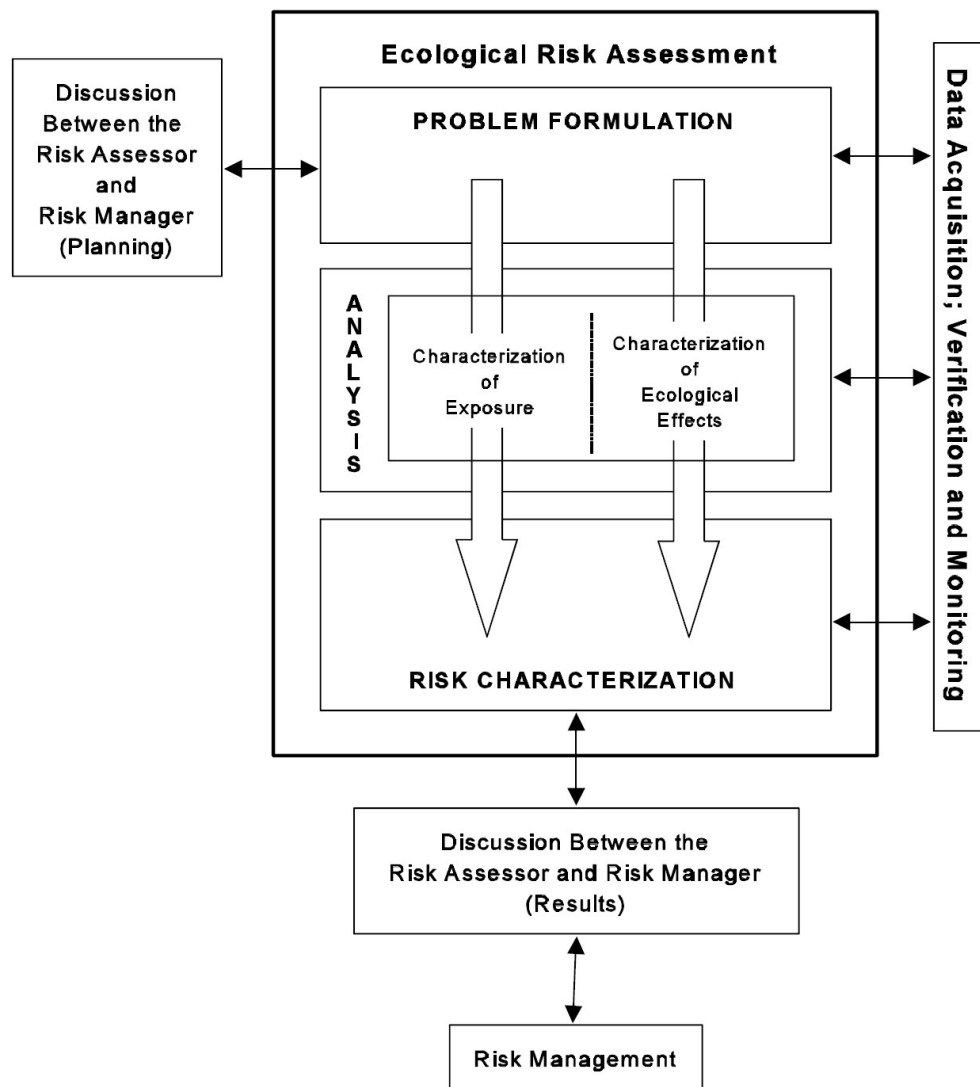 Ecological Risk Assessment
Discussion
Between the
Risk Assessor
and
Risk Manager
(Planning)
PROBLEM FORMULATION
ANALYSIS
Characterization
of
Exposure
Characterization
of
Ecological
Effects
RISK CHARACTERIZATION
Data Acquisition; Verification and Monitoring
Discussion Between the
Risk Assessor and Risk Manager
(Results)
Risk Management